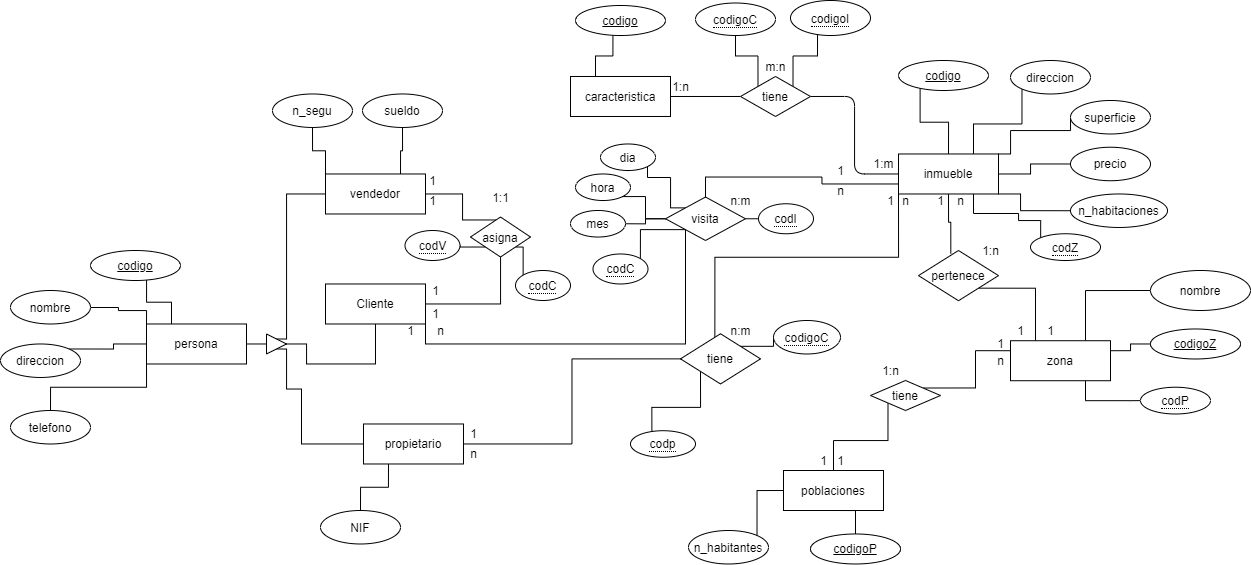 codigo
codigoC
codigoI
m:n
caracteristica
1:n
tiene
1:m
codigo
direccion
superficie
precio
n_habitaciones
codZ
inmueble
1
n
1
n
1
n
n_segu
sueldo
vendedor
1
1
1:1
asigna
codV
codC
Cliente
1
1
1
n
dia
hora
mes
visita
n:m
codI
codC
pertenece
1:n
1
1
codigo
nombre
direccion
telefono
persona
tiene
n:m
codigoC
codp
propietario
1
n
NIF
zona
nombre
codigoZ
codP
1
n
1:n
tiene
1
1
poblaciones
n_habitantes
codigoP